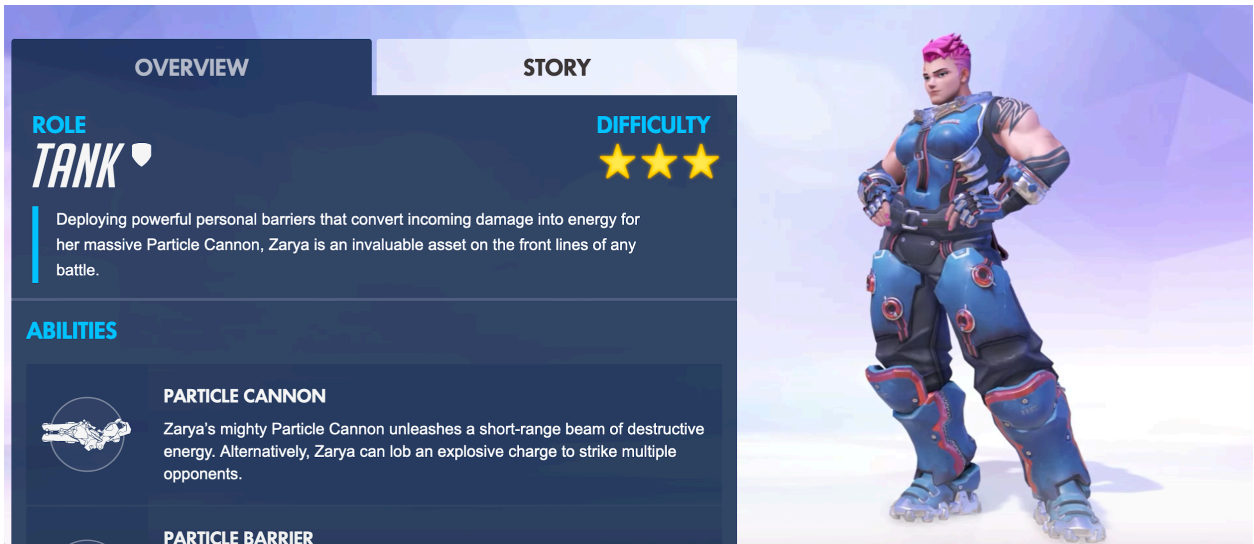 OVERVIEW
STORY
ROLE
TANK
DIFFICULTY
Deploying powerful personal barriers that convert incoming damage into energy for
her massive Particle Cannon, Zarya is an invaluable asset on the front lines of any
battle.
ABILITIES
PARTICLE CANNON
Zarya’s mighty Particle Cannon unleashes a short-range beam of destructive
energy. Alternatively, Zarya can lob an explosive charge to strike multiple
opponents.
PARTICLE BARRIER